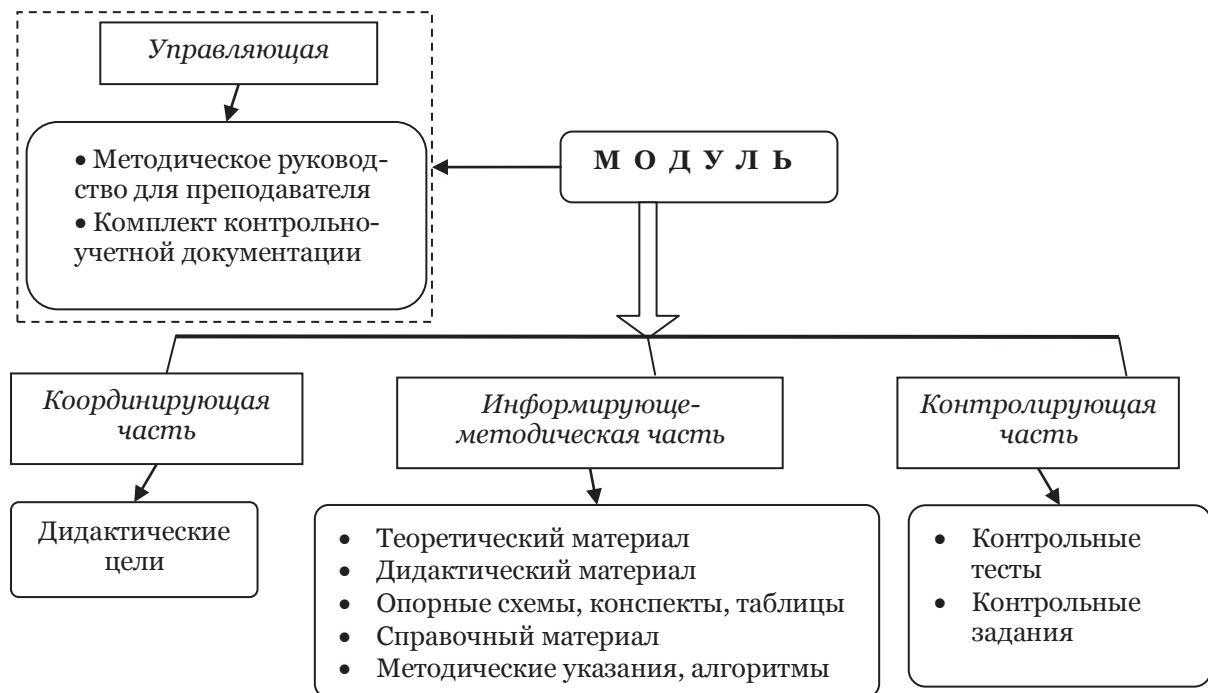 Управляющая
• Методическое руковод-
ство для преподавателя
• Комплект контрольно-
учетной документации
МОДУЛЬ
Координирующая
часть
Информирующе-
методическая часть
Контролирующая
часть
Дидактические
цели
• Теоретический материал
• Дидактический материал
• Опорные схемы, конспекты, таблицы
• Справочный материал
• Методические указания, алгоритмы
• Контрольные
тесты
• Контрольные
задания